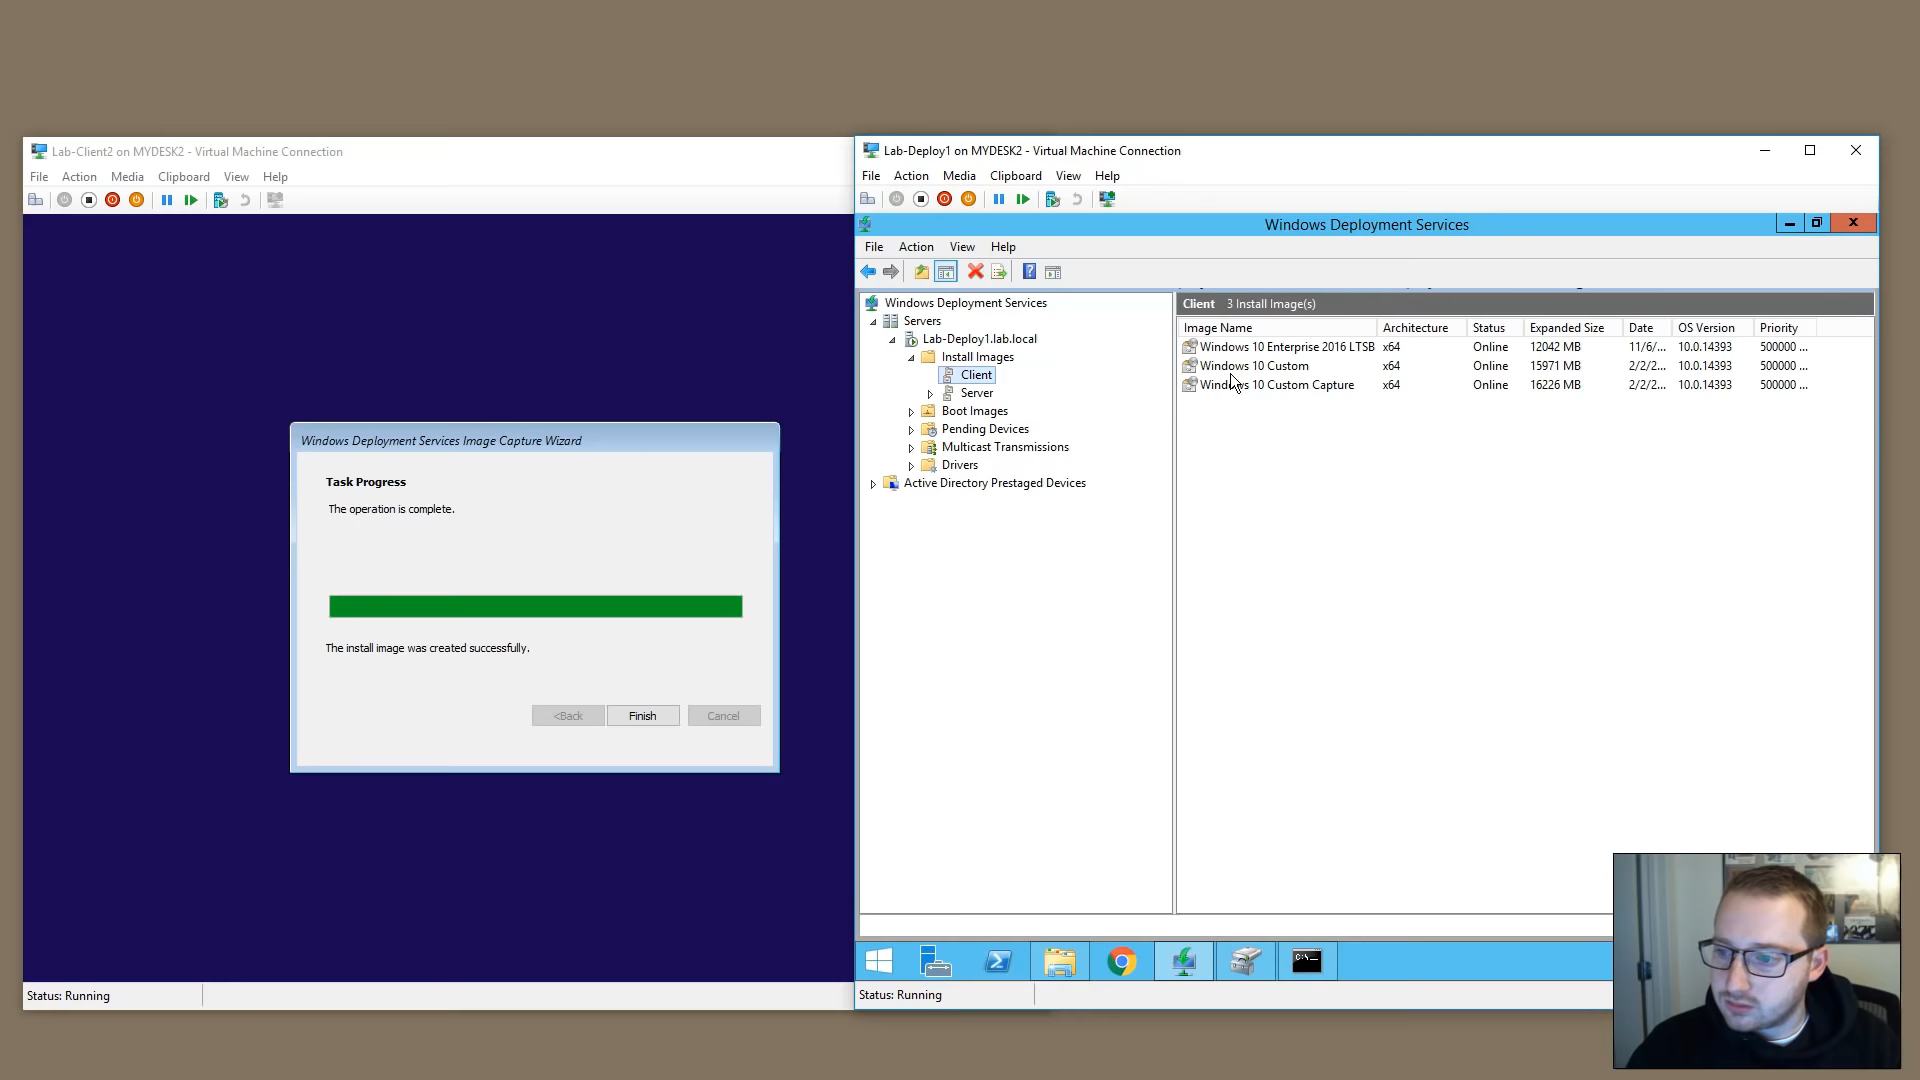 Lab-Client2 on MYDESK2 - Virtual Machine Connection
File Action Media Clipboard View Help
Windows Deployment Services Image Capture Wizard
Task Progress
The operation is complete.
The install image was created successfully.
<Back Finish Cancel
Status: Running
Lab-Deploy1 on MYDESK2 - Virtual Machine Connection
File Action Media Clipboard View Help
Windows Deployment Services
File Action View Help
Windows Deployment Services
Servers
Lab-Deploy1.lab.local
Install Images
Client
Server
Boot Images
Pending Devices
Multicast Transmissions
Drivers
Active Directory Prestaged Devices
Client 3 Install Image(s)
Image Name Architecture Status Expanded Size Date OS Version Priority
Windows 10 Enterprise 2016 LTSB x64 Online 12042 MB 11/6/... 10.0.14393 500000 ...
Windows 10 Custom x64 Online 15971 MB 2/2/2... 10.0.14393 500000 ...
Windows 10 Custom Capture x64 Online 16226 MB 2/2/2... 10.0.14393 500000 ...
C:\_
Status: Running